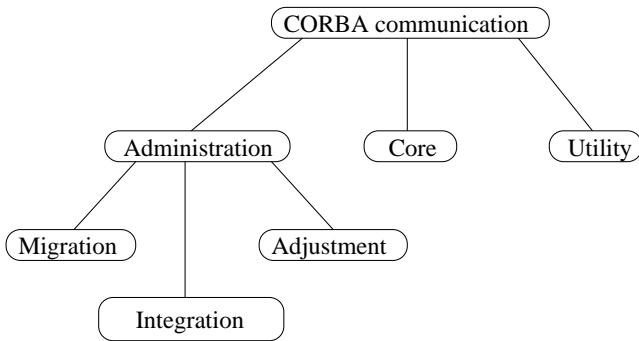 CORBA communication
Administration
Core
Utility
Migration
Adjustment
Integration